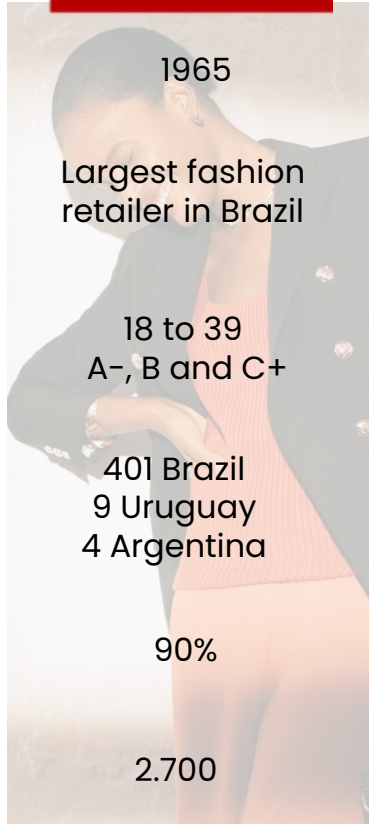 1965
Largest fashion
retailer in Brazil
18 to 39
A-, B and C+
401 Brazil
9 Uruguay
4 Argentina
90%
2.700